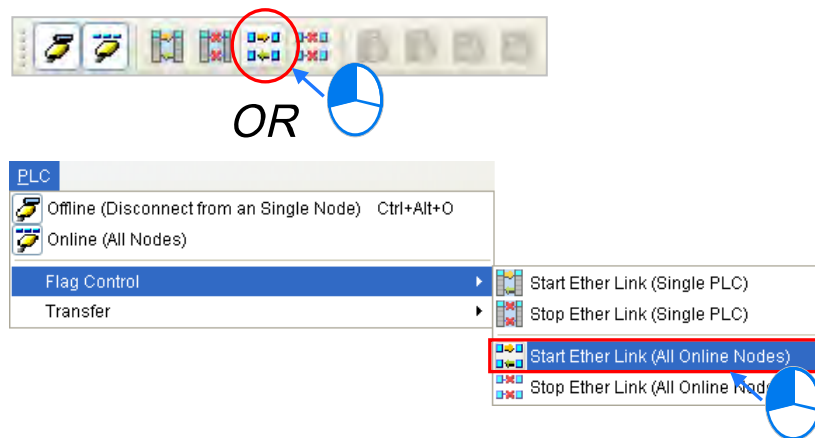 OR
PLC
Offline (Disconnect from an Single Node) Ctrl+Alt+O
Online (All Nodes)
Flag Control
Start Ether Link (Single PLC)
Transfer
Stop Ether Link (Single PLC)
Start Ether Link (All Online Nodes)
Stop Ether Link (All Online Nod